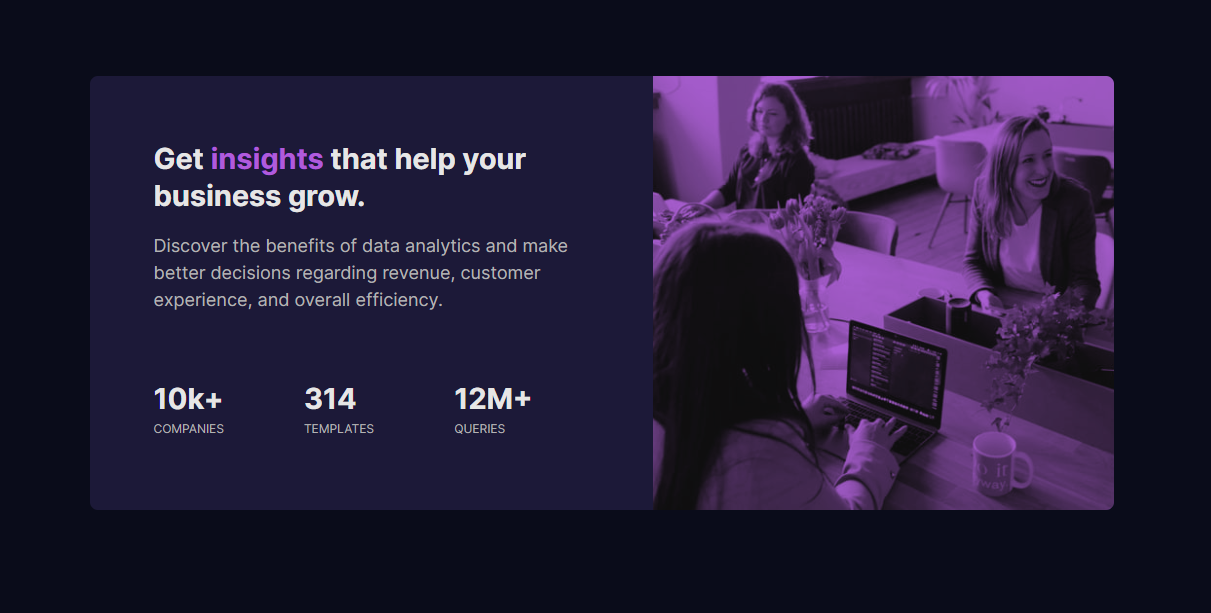 Get insights that help your
business grow.
Discover the benefits of data analytics and make
better decisions regarding revenue, customer
experience, and overall efficiency.
10k+ 314 12M+
COMPANIES TEMPLATES QUERIES